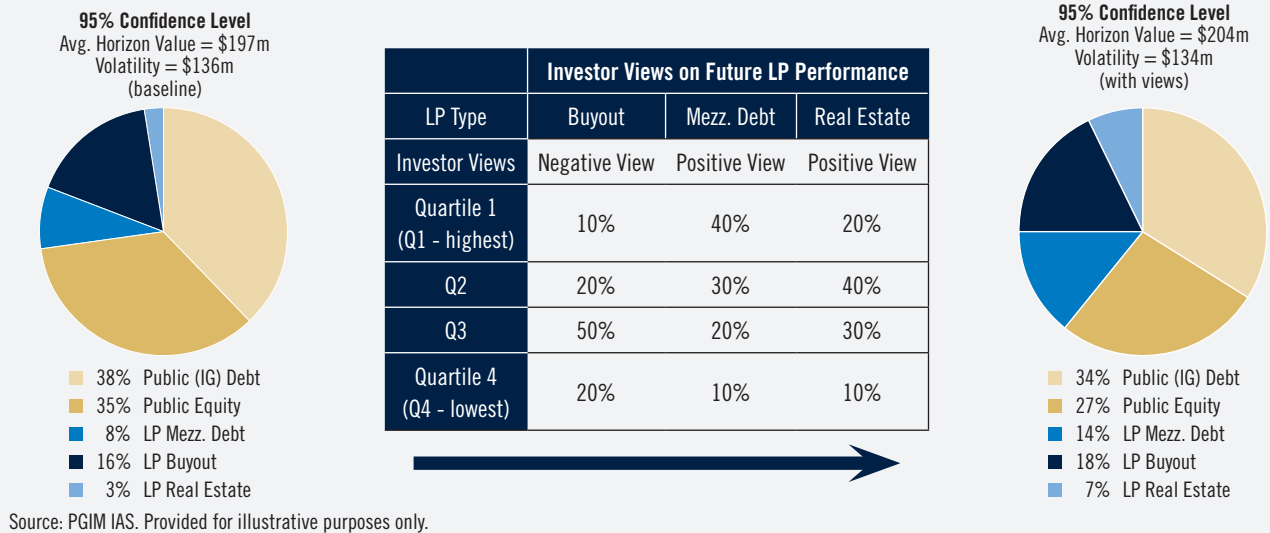 95% Confidence Level
Avg. Horizon Value = $197m
Volatility = $136m
(baseline)
38% Public (IG) Debt
35% Public Equity
8% LP Mezz. Debt
16% LP Buyout
3% LP Real Estate
Investor Views on Future LP Performance
LP Type Buyout Mezz. Debt Real Estate
Investor Views Negative View Positive View Positive View
Quartile 1
(Q1 - highest) 10% 40% 20%
Q2 20% 30% 40%
Q3 50% 20% 30%
Quartile 4
(Q4 - lowest) 20% 10% 10%
95% Confidence Level
Avg. Horizon Value = $204m
Volatility = $134m
(with views)
34% Public (IG) Debt
27% Public Equity
14% LP Mezz. Debt
18% LP Buyout
7% LP Real Estate
Source: PGIM IAS. Provided for illustrative purposes only.